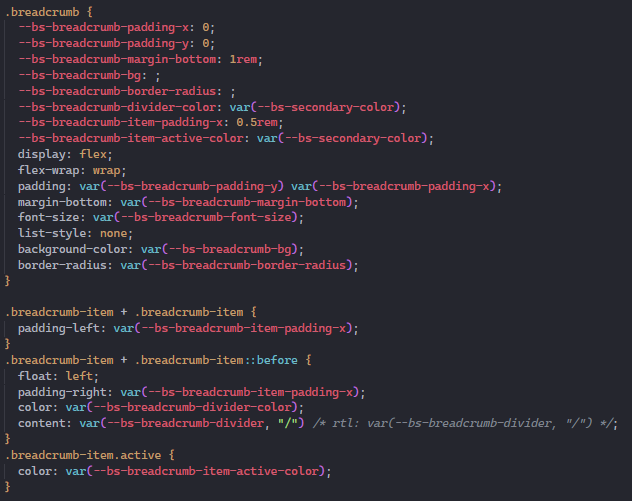 .breadcrumb {
  --bs-breadcrumb-padding-x: 0;
  --bs-breadcrumb-padding-y: 0;
  --bs-breadcrumb-margin-bottom: 1rem;
  --bs-breadcrumb-bg: ;
  --bs-breadcrumb-border-radius: ;
  --bs-breadcrumb-divider-color: var(--bs-secondary-color);
  --bs-breadcrumb-item-padding-x: 0.5rem;
  --bs-breadcrumb-item-active-color: var(--bs-secondary-color);
  display: flex;
  flex-wrap: wrap;
  padding: var(--bs-breadcrumb-padding-y) var(--bs-breadcrumb-padding-x);
  margin-bottom: var(--bs-breadcrumb-margin-bottom);
  font-size: var(--bs-breadcrumb-font-size);
  list-style: none;
  background-color: var(--bs-breadcrumb-bg);
  border-radius: var(--bs-breadcrumb-border-radius);
}

.breadcrumb-item + .breadcrumb-item {
  padding-left: var(--bs-breadcrumb-item-padding-x);
}
.breadcrumb-item + .breadcrumb-item::before {
  float: left;
  padding-right: var(--bs-breadcrumb-item-padding-x);
  color: var(--bs-breadcrumb-divider-color);
  content: var(--bs-breadcrumb-divider, "/") /* rtl: var(--bs-breadcrumb-divider, "/") */;
}
.breadcrumb-item.active {
  color: var(--bs-breadcrumb-item-active-color);
}